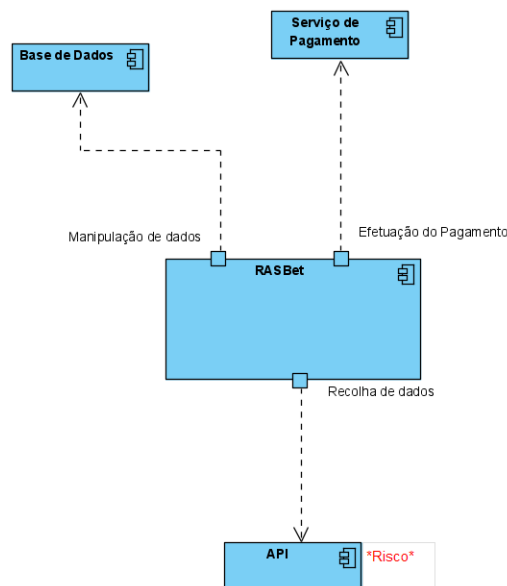 Serviço de
Pagamento
Base de Dados
Manipulação de dados
Efetuação do Pagamento
RASBet
Recolha de dados
API
*Risco*